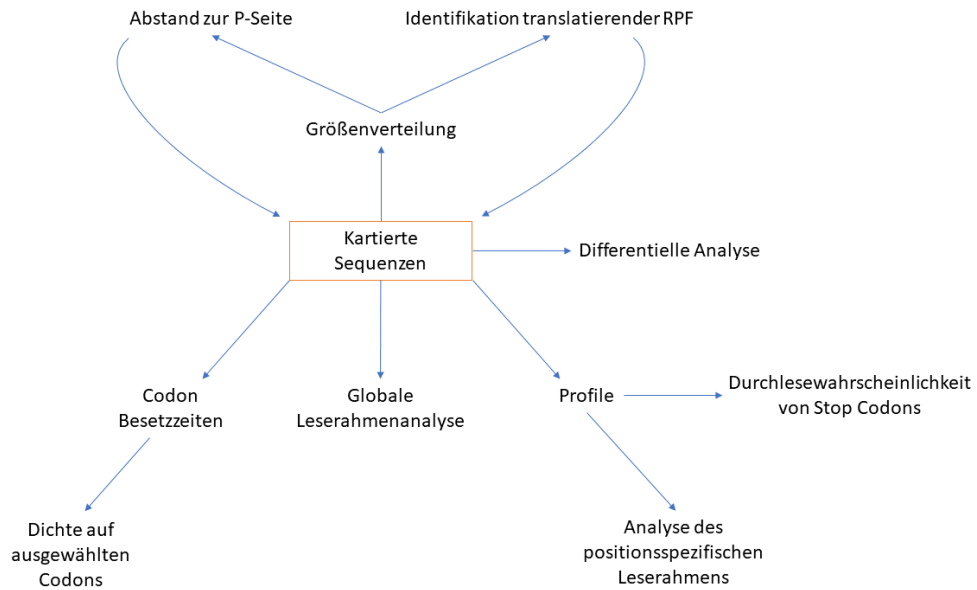 Abstand zur P-Seite
Identifikation translatierender RPF
Größenverteilung
Kartierte
Sequenzen
Differentielle Analyse
Codon
Besetzzeiten
Globale
Leserahmenanalyse
Profile
Durchlesewahrscheinlichkeit
von Stop Codons
Dichte auf
ausgewählten
Codons
Analyse des
positionsspezifischen
Leserahmens